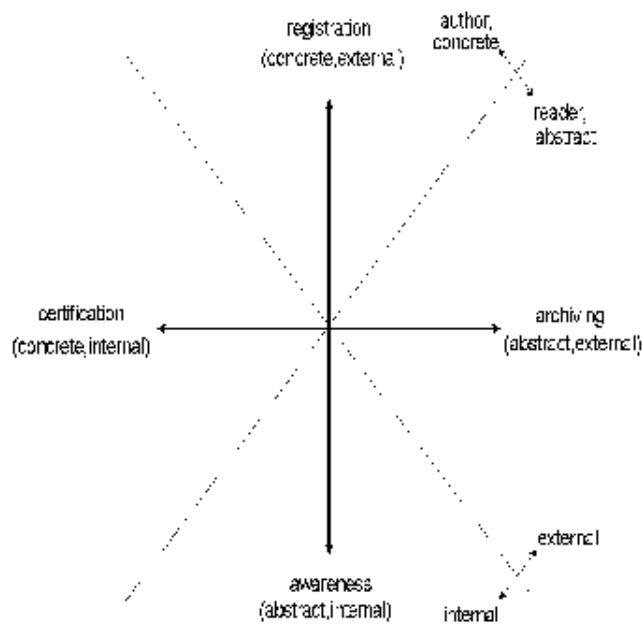 registration
(concrete,external)
author,
concrete
reader,
abstract
certification
(concrete,internal)
archiving
(abstract,external)
awareness
(abstract,internal)
external
internal